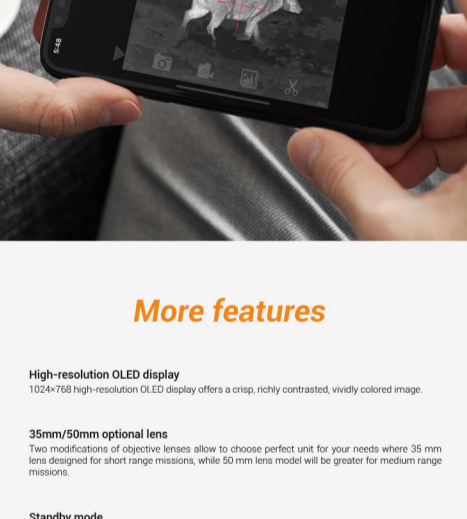 5:48
More features
High-resolution OLED display
1024×768 high-resolution OLED display offers a crisp, richly contrasted, vividly colored image.
35mm/50mm optional lens
Two modifications of objective lenses allow to choose perfect unit for your needs where 35 mm
lens designed for short range missions, while 50 mm lens model will be greater for medium range
missions.
Standby mode